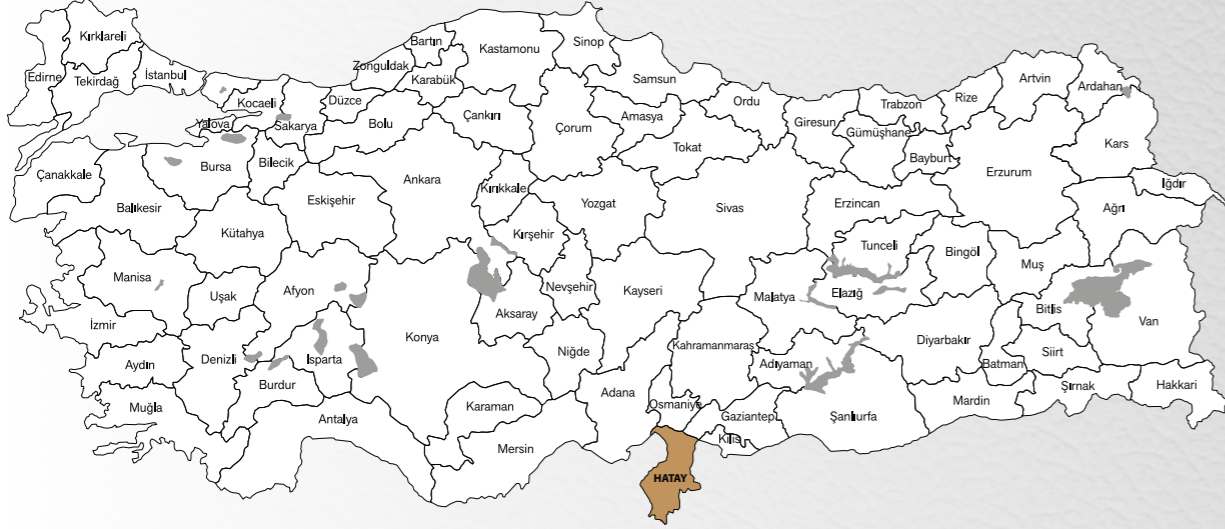 Kırklareli
Edirne
Tekirdağ
İstanbul
Kocaeli
Yalova
Sakarya
Düzce
Zonguldak
Bartın
Karabük
Kastamonu
Sinop
Samsun
Ordu
Giresun
Trabzon
Rize
Artvin
Ardahan
Kars
Iğdır
Ağrı
Erzurum
Bayburt
Gümüşhane
Tokat
Amasya
Çorum
Çankırı
Bolu
Bilecik
Bursa
Çanakkale
Balıkesir
Kütahya
Eskişehir
Ankara
Kırıkkale
Yozgat
Sivas
Erzincan
Tunceli
Bingöl
Muş
Bitlis
Van
Elazığ
Malatya
Kayseri
Nevşehir
Kırşehir
Aksaray
Konya
Afyon
Uşak
Manisa
İzmir
Aydın
Denizli
Isparta
Burdur
Muğla
Antalya
Karaman
Mersin
Niğde
Adana
Osmaniye
Kahramanmaraş
Adıyaman
Gaziantep
Kilis
Şanlıurfa
Diyarbakır
Batman
Mardin
Siirt
Şırnak
Hakkari
HATAY